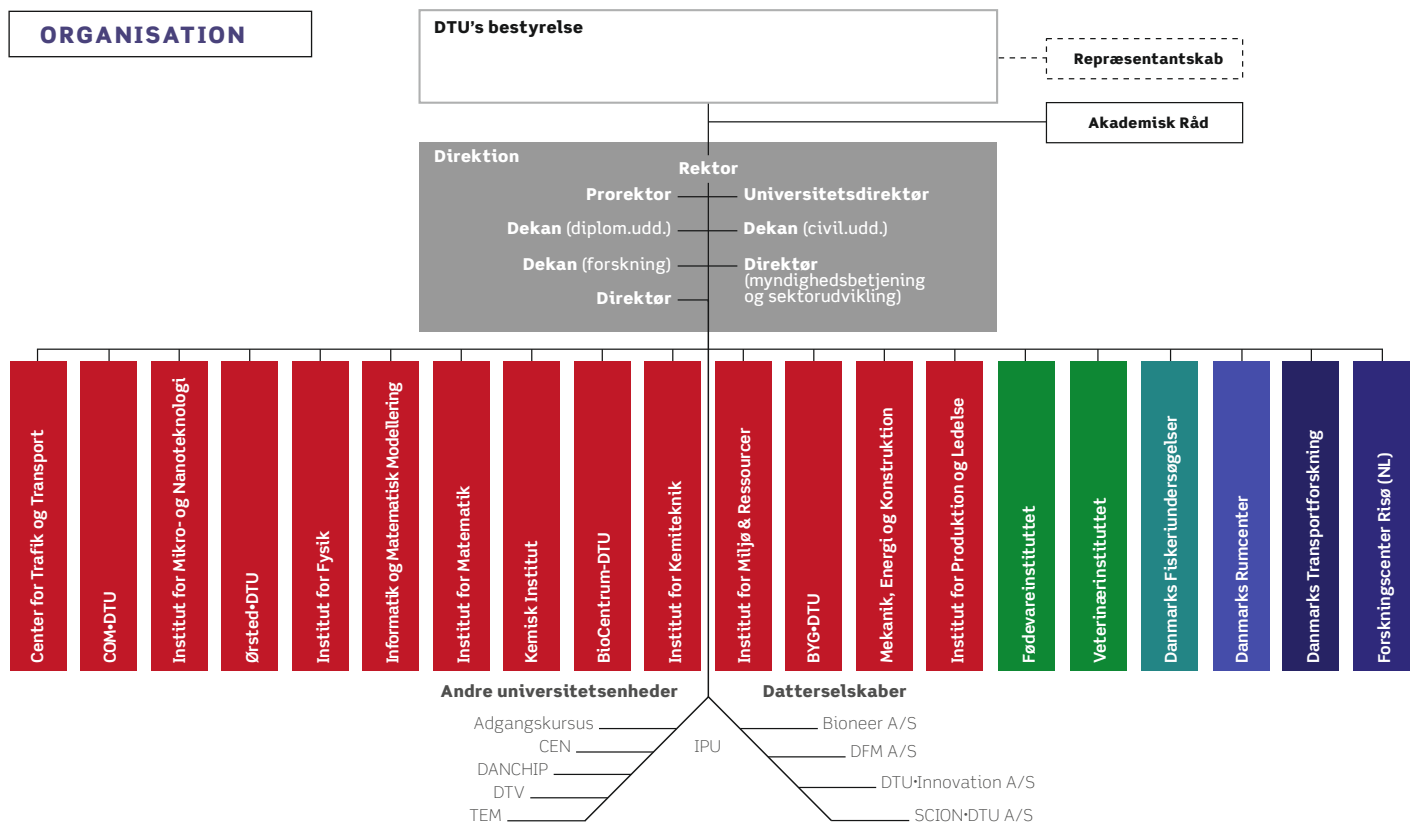 ORGANISATION
DTU's bestyrelse
Repræsentantskab
Akademisk Råd
Direktion
Rektor
Prorektor
Universitetsdirektør
Dekan (diplom.udd.)
Dekan (civil.udd.)
Dekan (forskning)
Direktør
(myndighedsbetjening
og sektorudvikling)
Direktør
Center for Trafik og Transport
COM•DTU
Institut for Mikro- og Nanoteknologi
Ørsted•DTU
Institut for Fysik
Informatik og Matematisk Modellering
Institut for Matematik
Kemisk Institut
BioCentrum-DTU
Institut for Kemiteknik
Institut for Miljø & Ressourcer
BYG•DTU
Mekanik, Energi og Konstruktion
Institut for Produktion og Ledelse
Fødevareinstituttet
Veterinærinstituttet
Danmarks Fiskeriundersøgelser
Danmarks Rumcenter
Danmarks Transportforskning
Forskningscenter Risø (NL)
Andre universitetsenheder
Adgangskursus
CEN
DANCHIP
DTV
TEM
IPU
Datterselskaber
Bioneer A/S
DFM A/S
DTU•Innovation A/S
SCION•DTU A/S